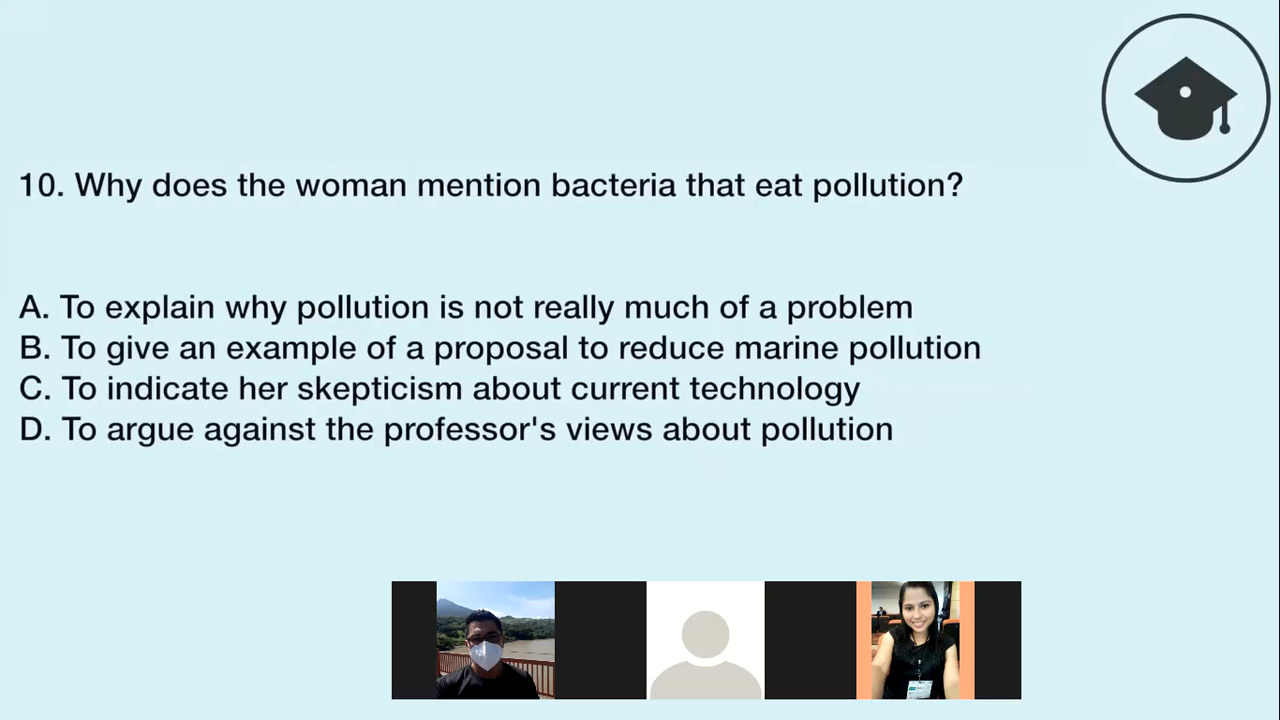 10. Why does the woman mention bacteria that eat pollution?
A. To explain why pollution is not really much of a problem
B. To give an example of a proposal to reduce marine pollution
C. To indicate her skepticism about current technology
D. To argue against the professor's views about pollution